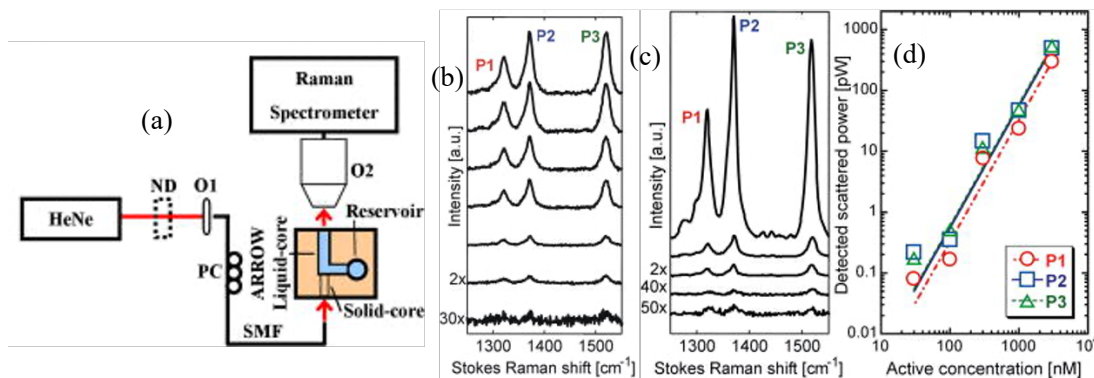 (a)
Raman
Spectrometer
O2
ND
O1
HeNe
PC
ARROW
Liquid-core
Reservoir
Solid-core
SMF
(b)
P1
P2
P3
2x
30x
Intensity [a.u.]
1300
1400
1500
Stokes Raman shift [cm-1]
(c)
P1
P2
P3
2x
40x
50x
Intensity [a.u.]
1300
1400
1500
Stokes Raman shift [cm-1]
(d)
Detected scattered power [pW]
1000
100
10
1
0.1
0.01
P1
P2
P3
10
100
1000
10⁴
Active concentration [nM]